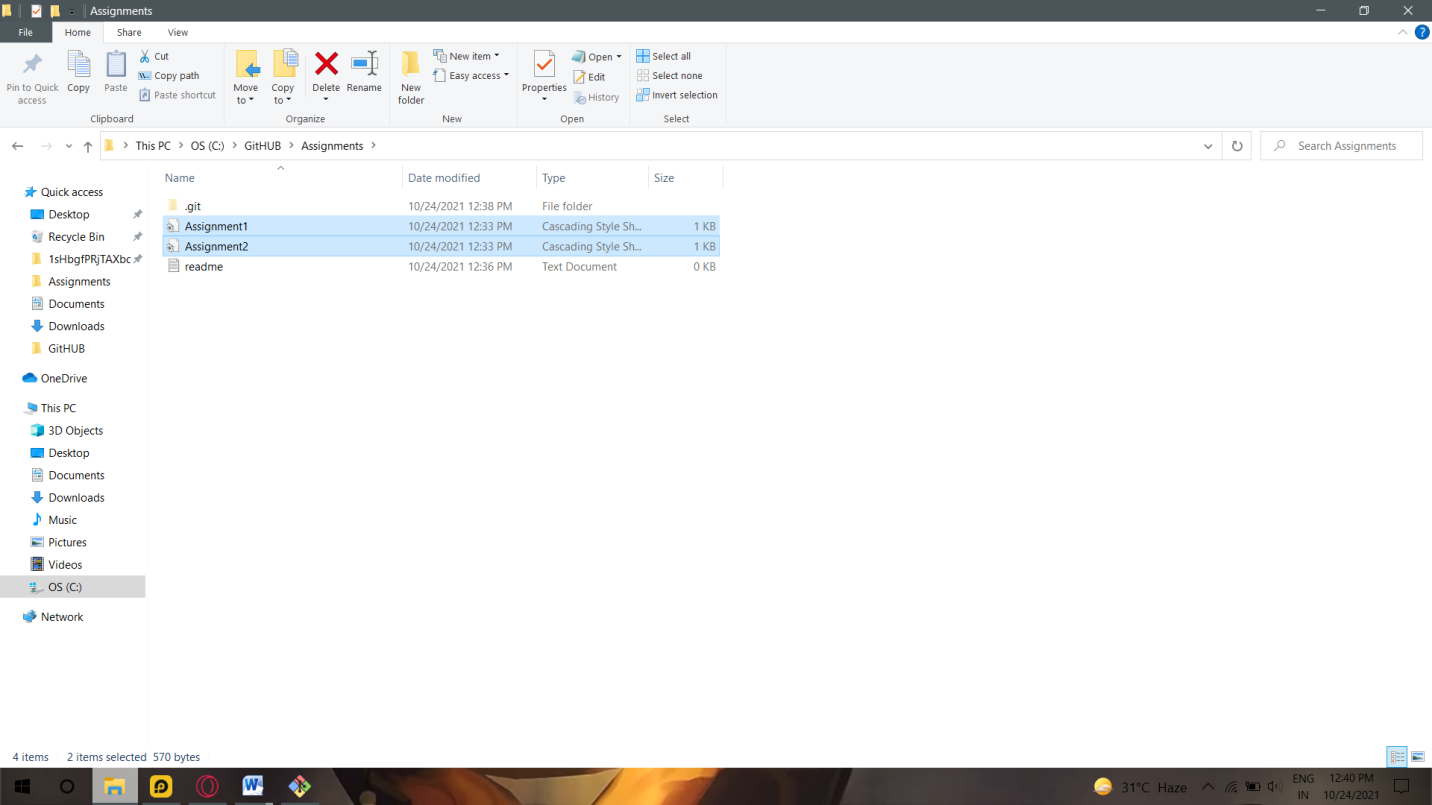 Assignments
File Home Share View
Pin to Quick access
Copy
Paste
Cut
Copy path
Paste shortcut
Clipboard
Move to
Copy to
Delete
Rename
Organize
New folder
New item
Easy access
New
Properties
Open
Edit
History
Open
Select all
Select none
Invert selection
Select
This PC OS (C:) GitHUB Assignments
Search Assignments
Name Date modified Type Size
.git 10/24/2021 12:38 PM File folder
Assignment1 10/24/2021 12:33 PM Cascading Style Sh... 1 KB
Assignment2 10/24/2021 12:33 PM Cascading Style Sh... 1 KB
readme 10/24/2021 12:36 PM Text Document 0 KB
Quick access
Desktop
Recycle Bin
1sHbgfPRjTAXbc
Assignments
Documents
Downloads
GitHUB
OneDrive
This PC
3D Objects
Desktop
Documents
Downloads
Music
Pictures
Videos
OS (C:)
Network
4 items 2 items selected 570 bytes
31°C Haze
ENG
IN
12:40 PM
10/24/2021